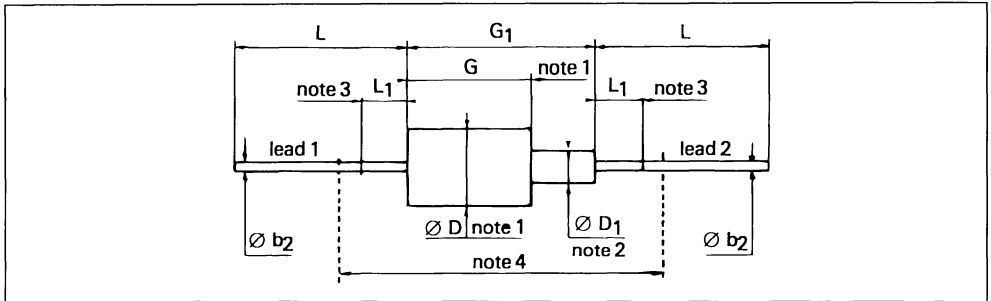 L G₁ L
G note 1
note 3 L₁ L₁ note 3
lead 1 lead 2
Ø D note 1 Ø D₁
Ø b₂ note 2 Ø b₂
note 4